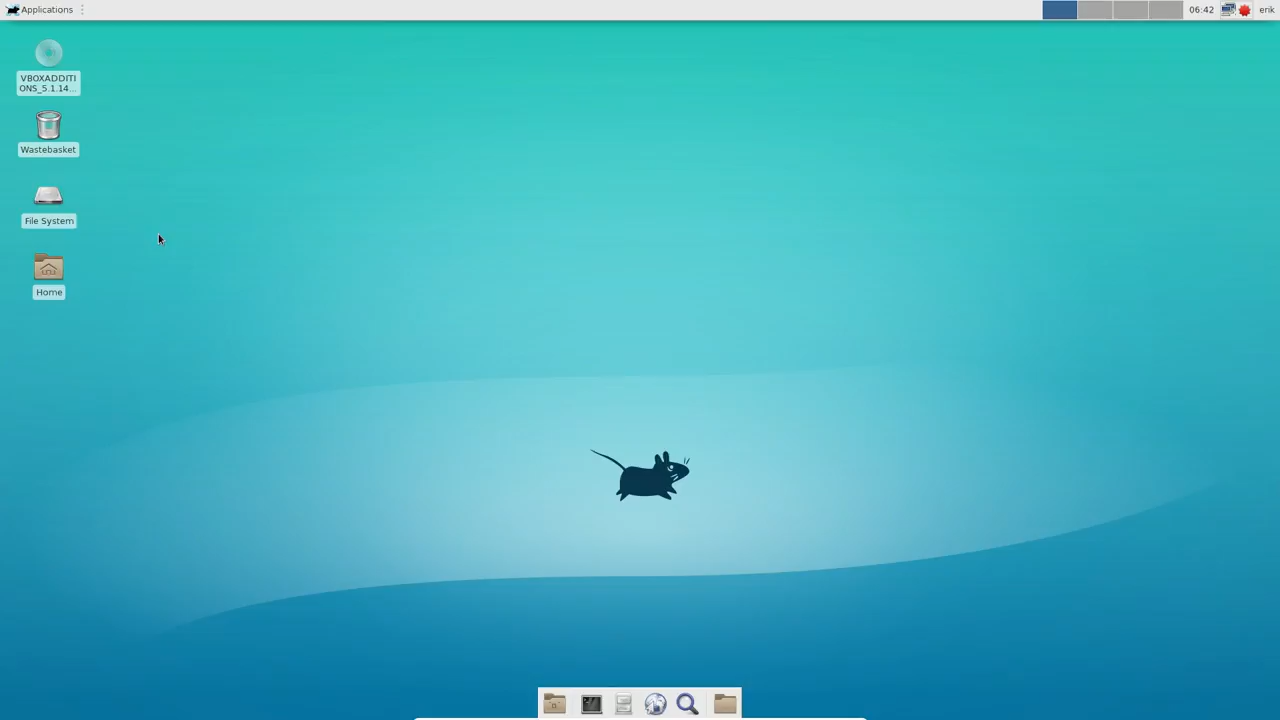 Applications
06:42
erik
VBOXADDITI
ONS_5.1.14...
Wastebasket
File System
Home